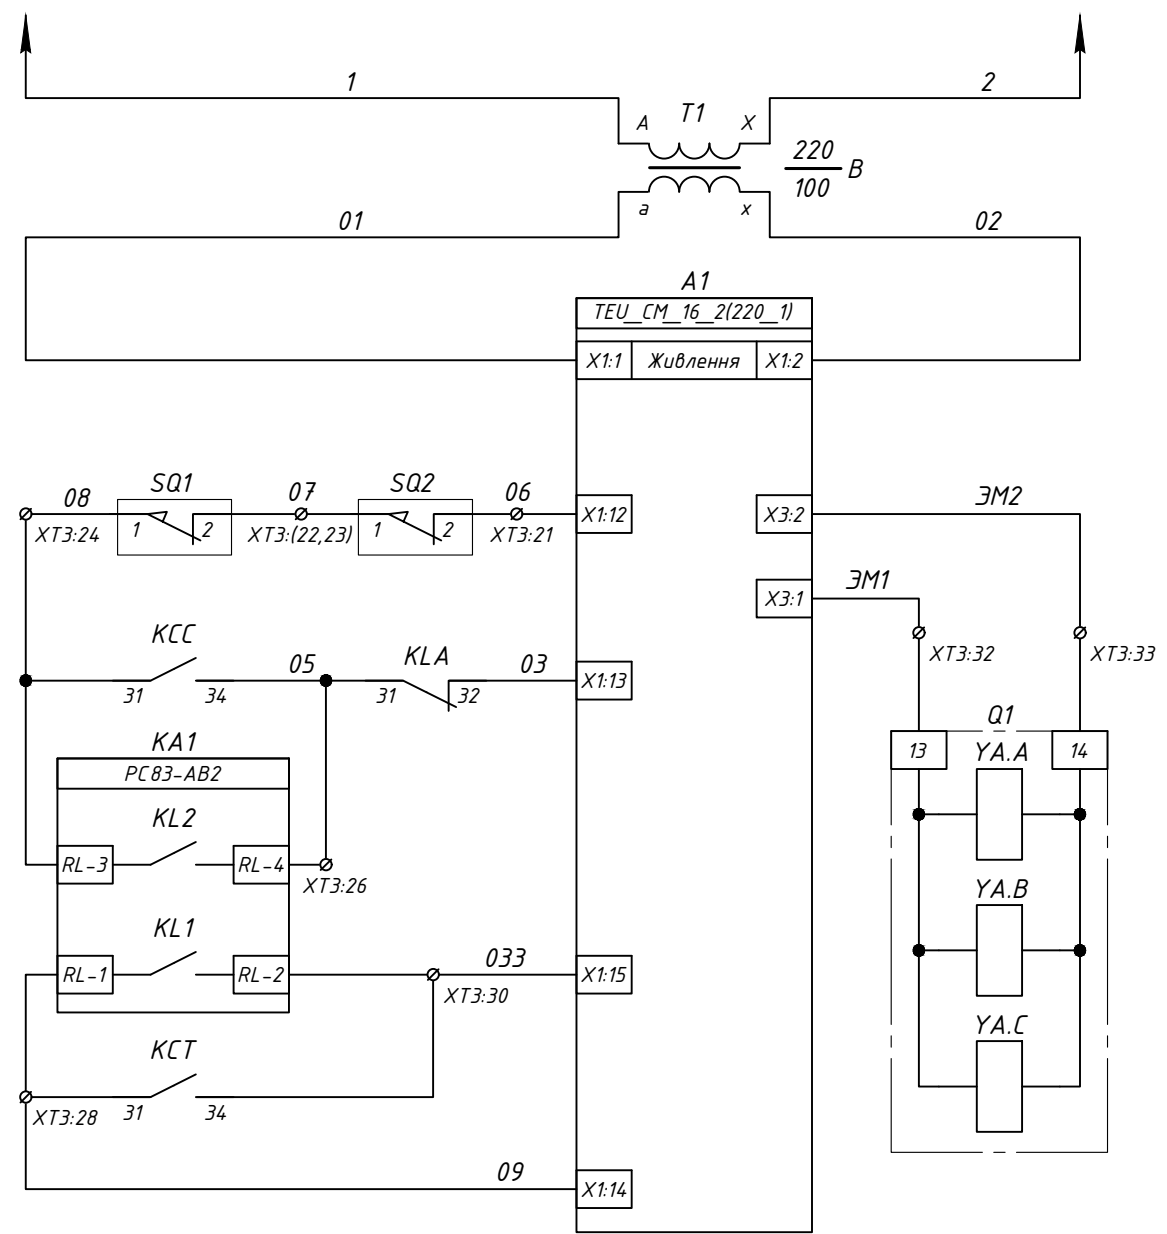 1
2
T1
A
X
220
100
В
a
x
01
02
A1
TEU_CM_16_2(220_1)
X1:1
Живлення
X1:2
08
SQ1
07
SQ2
06
ЭМ2
X1:12
X3:2
1
2
1
2
XT3:24
XT3:(22,23)
XT3:21
ЭМ1
X3:1
KCC
05
KLA
03
XT3:32
XT3:33
X1:13
31
34
31
32
Q1
KA1
13
YA.A
14
РС83-АВ2
KL2
RL-3
RL-4
XT3:26
YA.B
KL1
033
RL-1
RL-2
X1:15
XT3:30
YA.C
KCT
XT3:28
31
34
09
X1:14